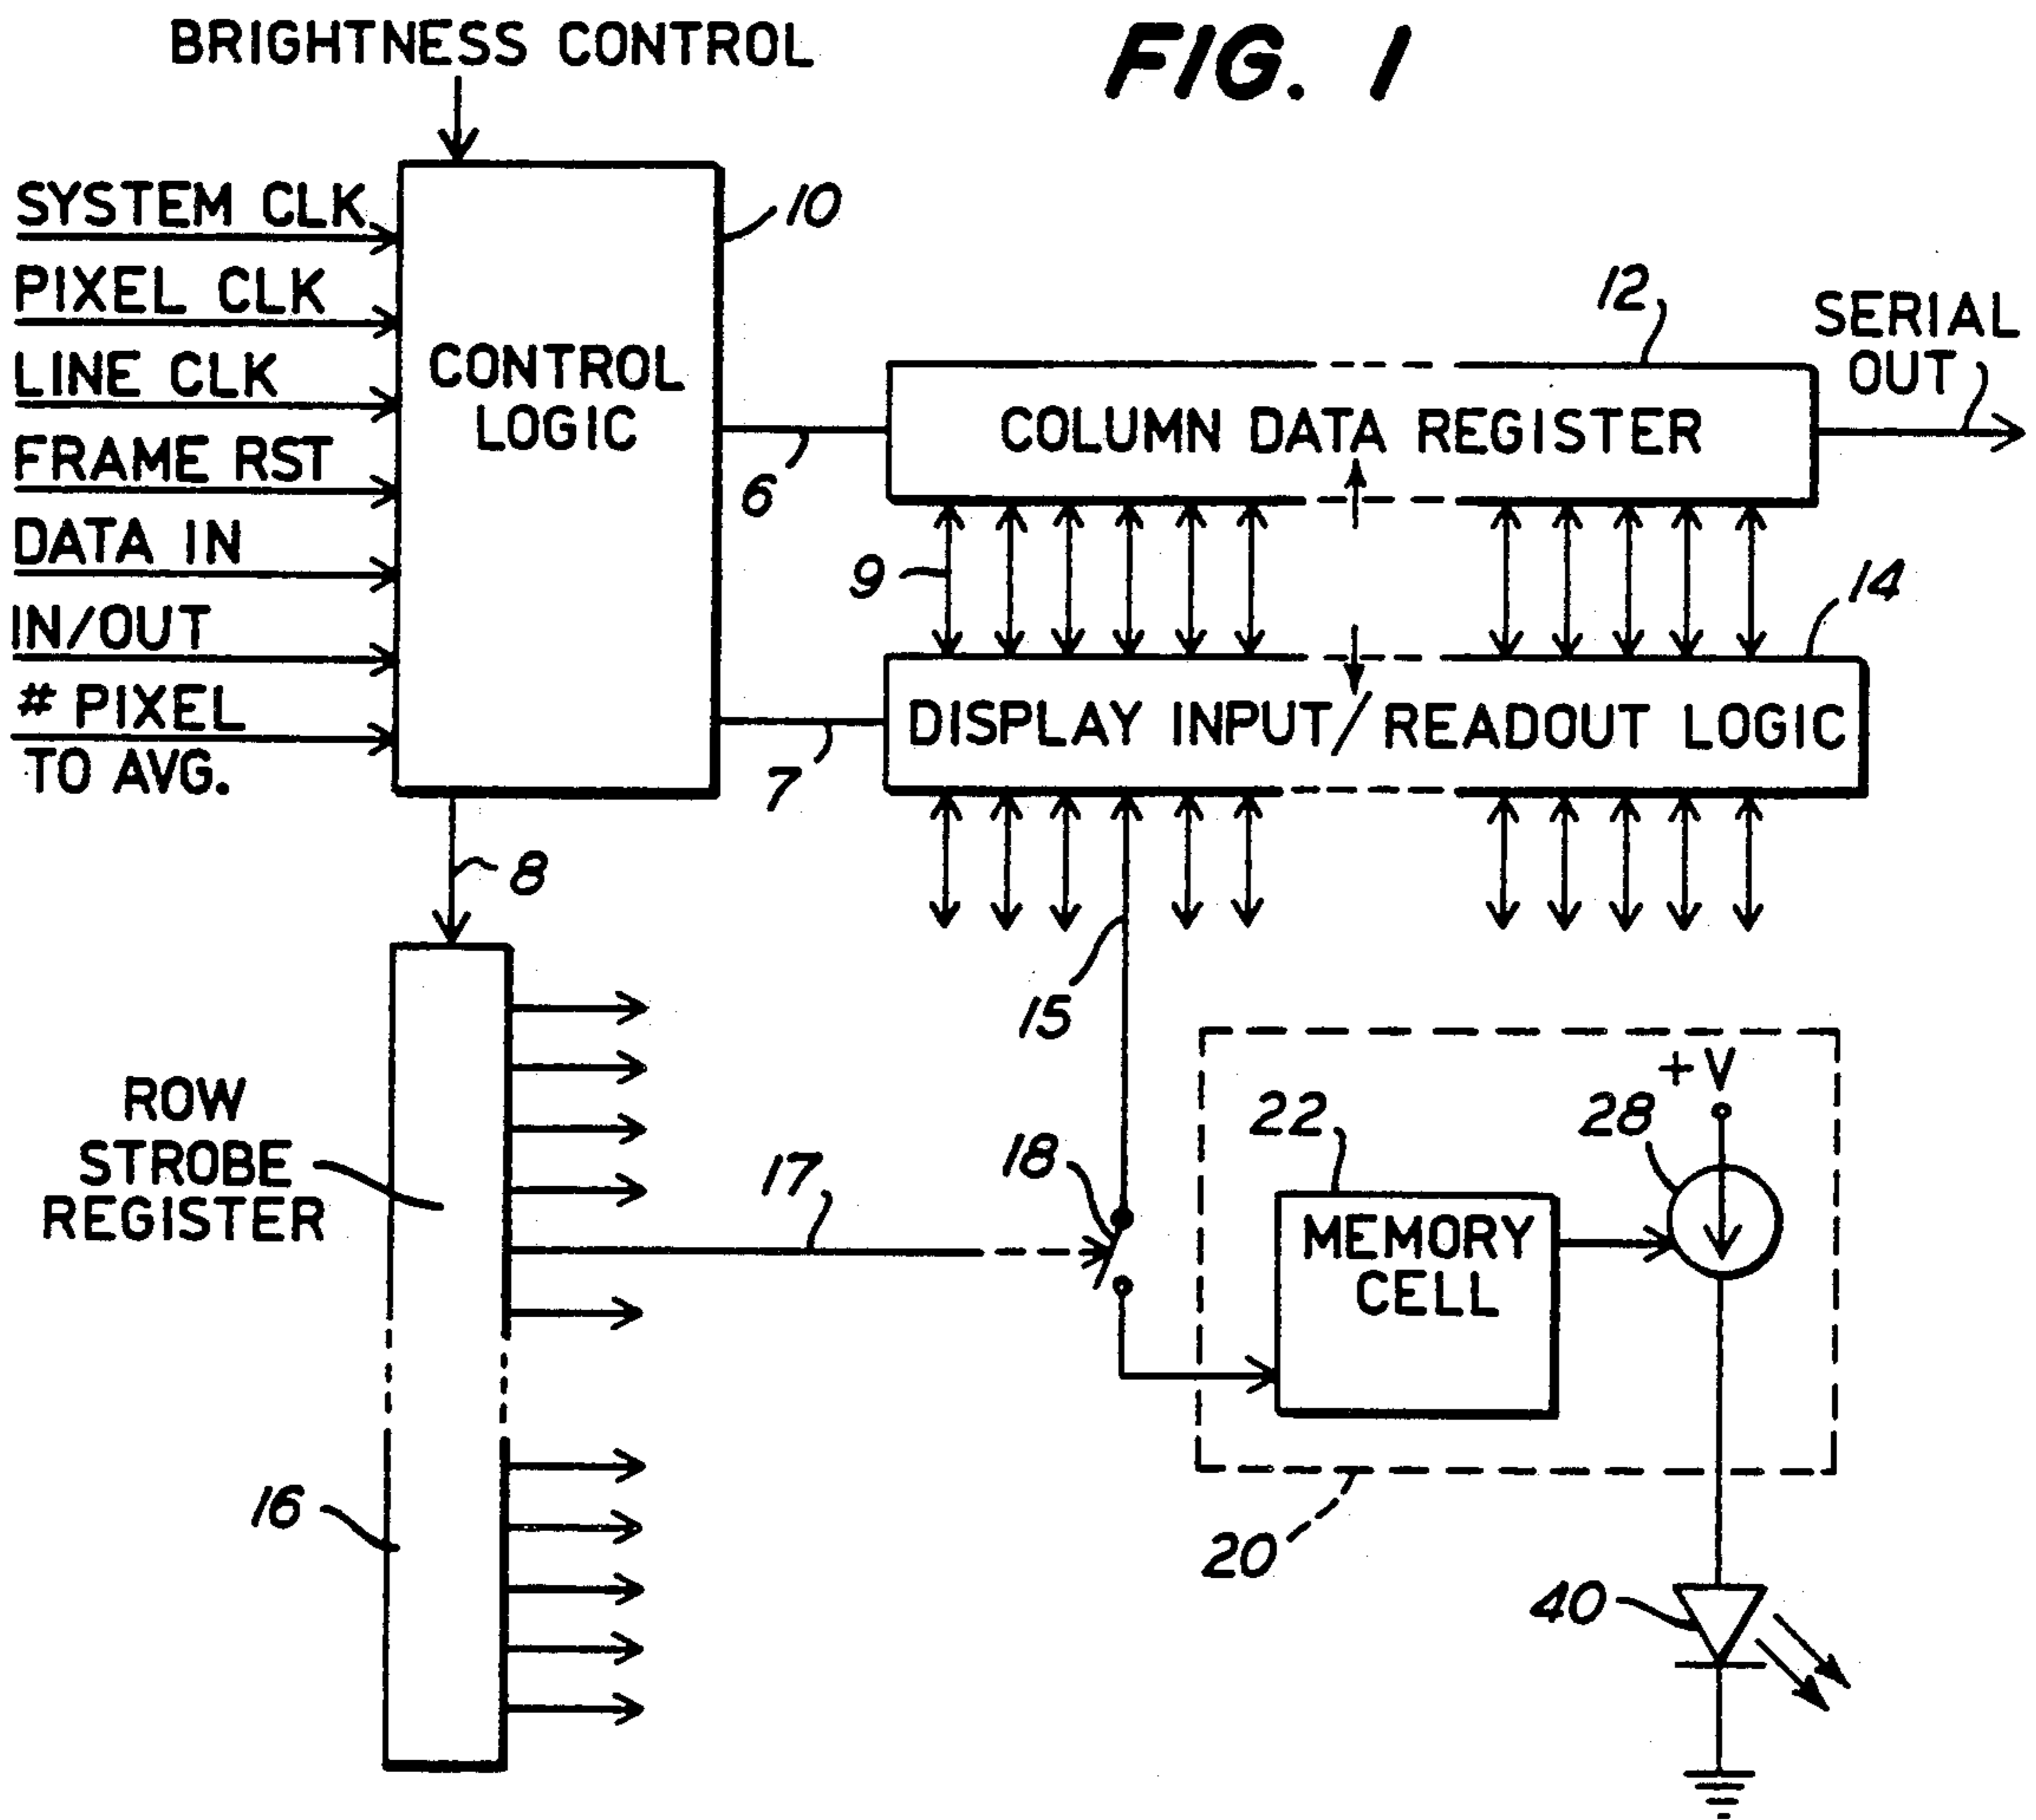 BRIGHTNESS CONTROL
FIG. 1
SYSTEM CLK
PIXEL CLK
LINE CLK
FRAME RST
DATA IN
IN/OUT
# PIXEL
TO AVG.
CONTROL
LOGIC
10
12
SERIAL
OUT
COLUMN DATA REGISTER
6
9
14
DISPLAY INPUT/READOUT LOGIC
7
8
15
ROW
STROBE
REGISTER
16
17
18
+V
22
28
MEMORY
CELL
20
40